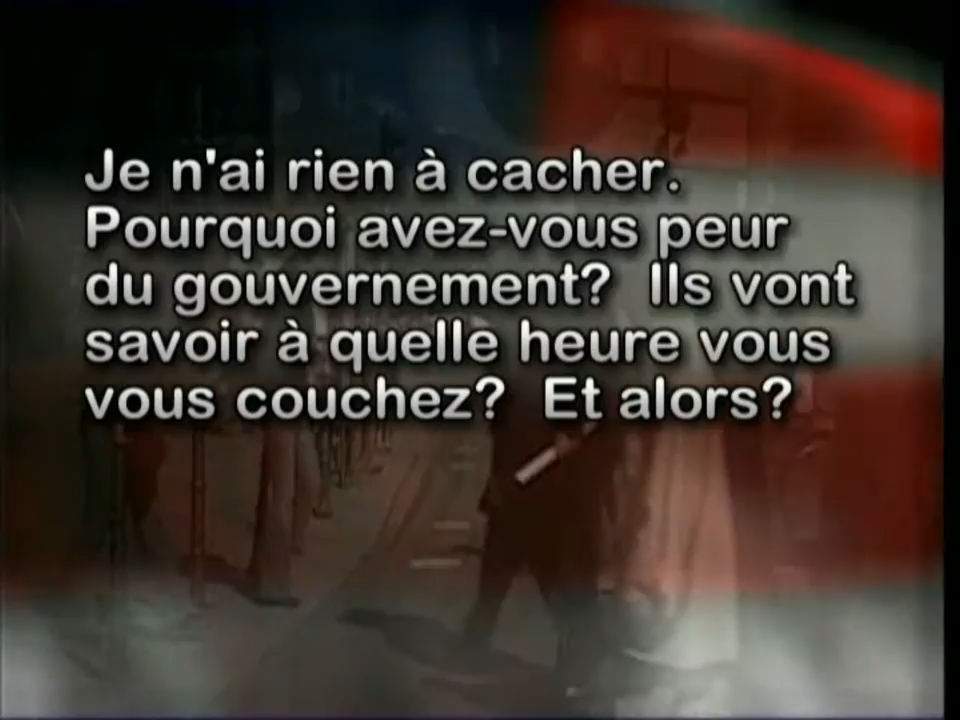 Je n'ai rien à cacher.
Pourquoi avez-vous peur
du gouvernement? Ils vont
savoir à quelle heure vous
vous couchez? Et alors?